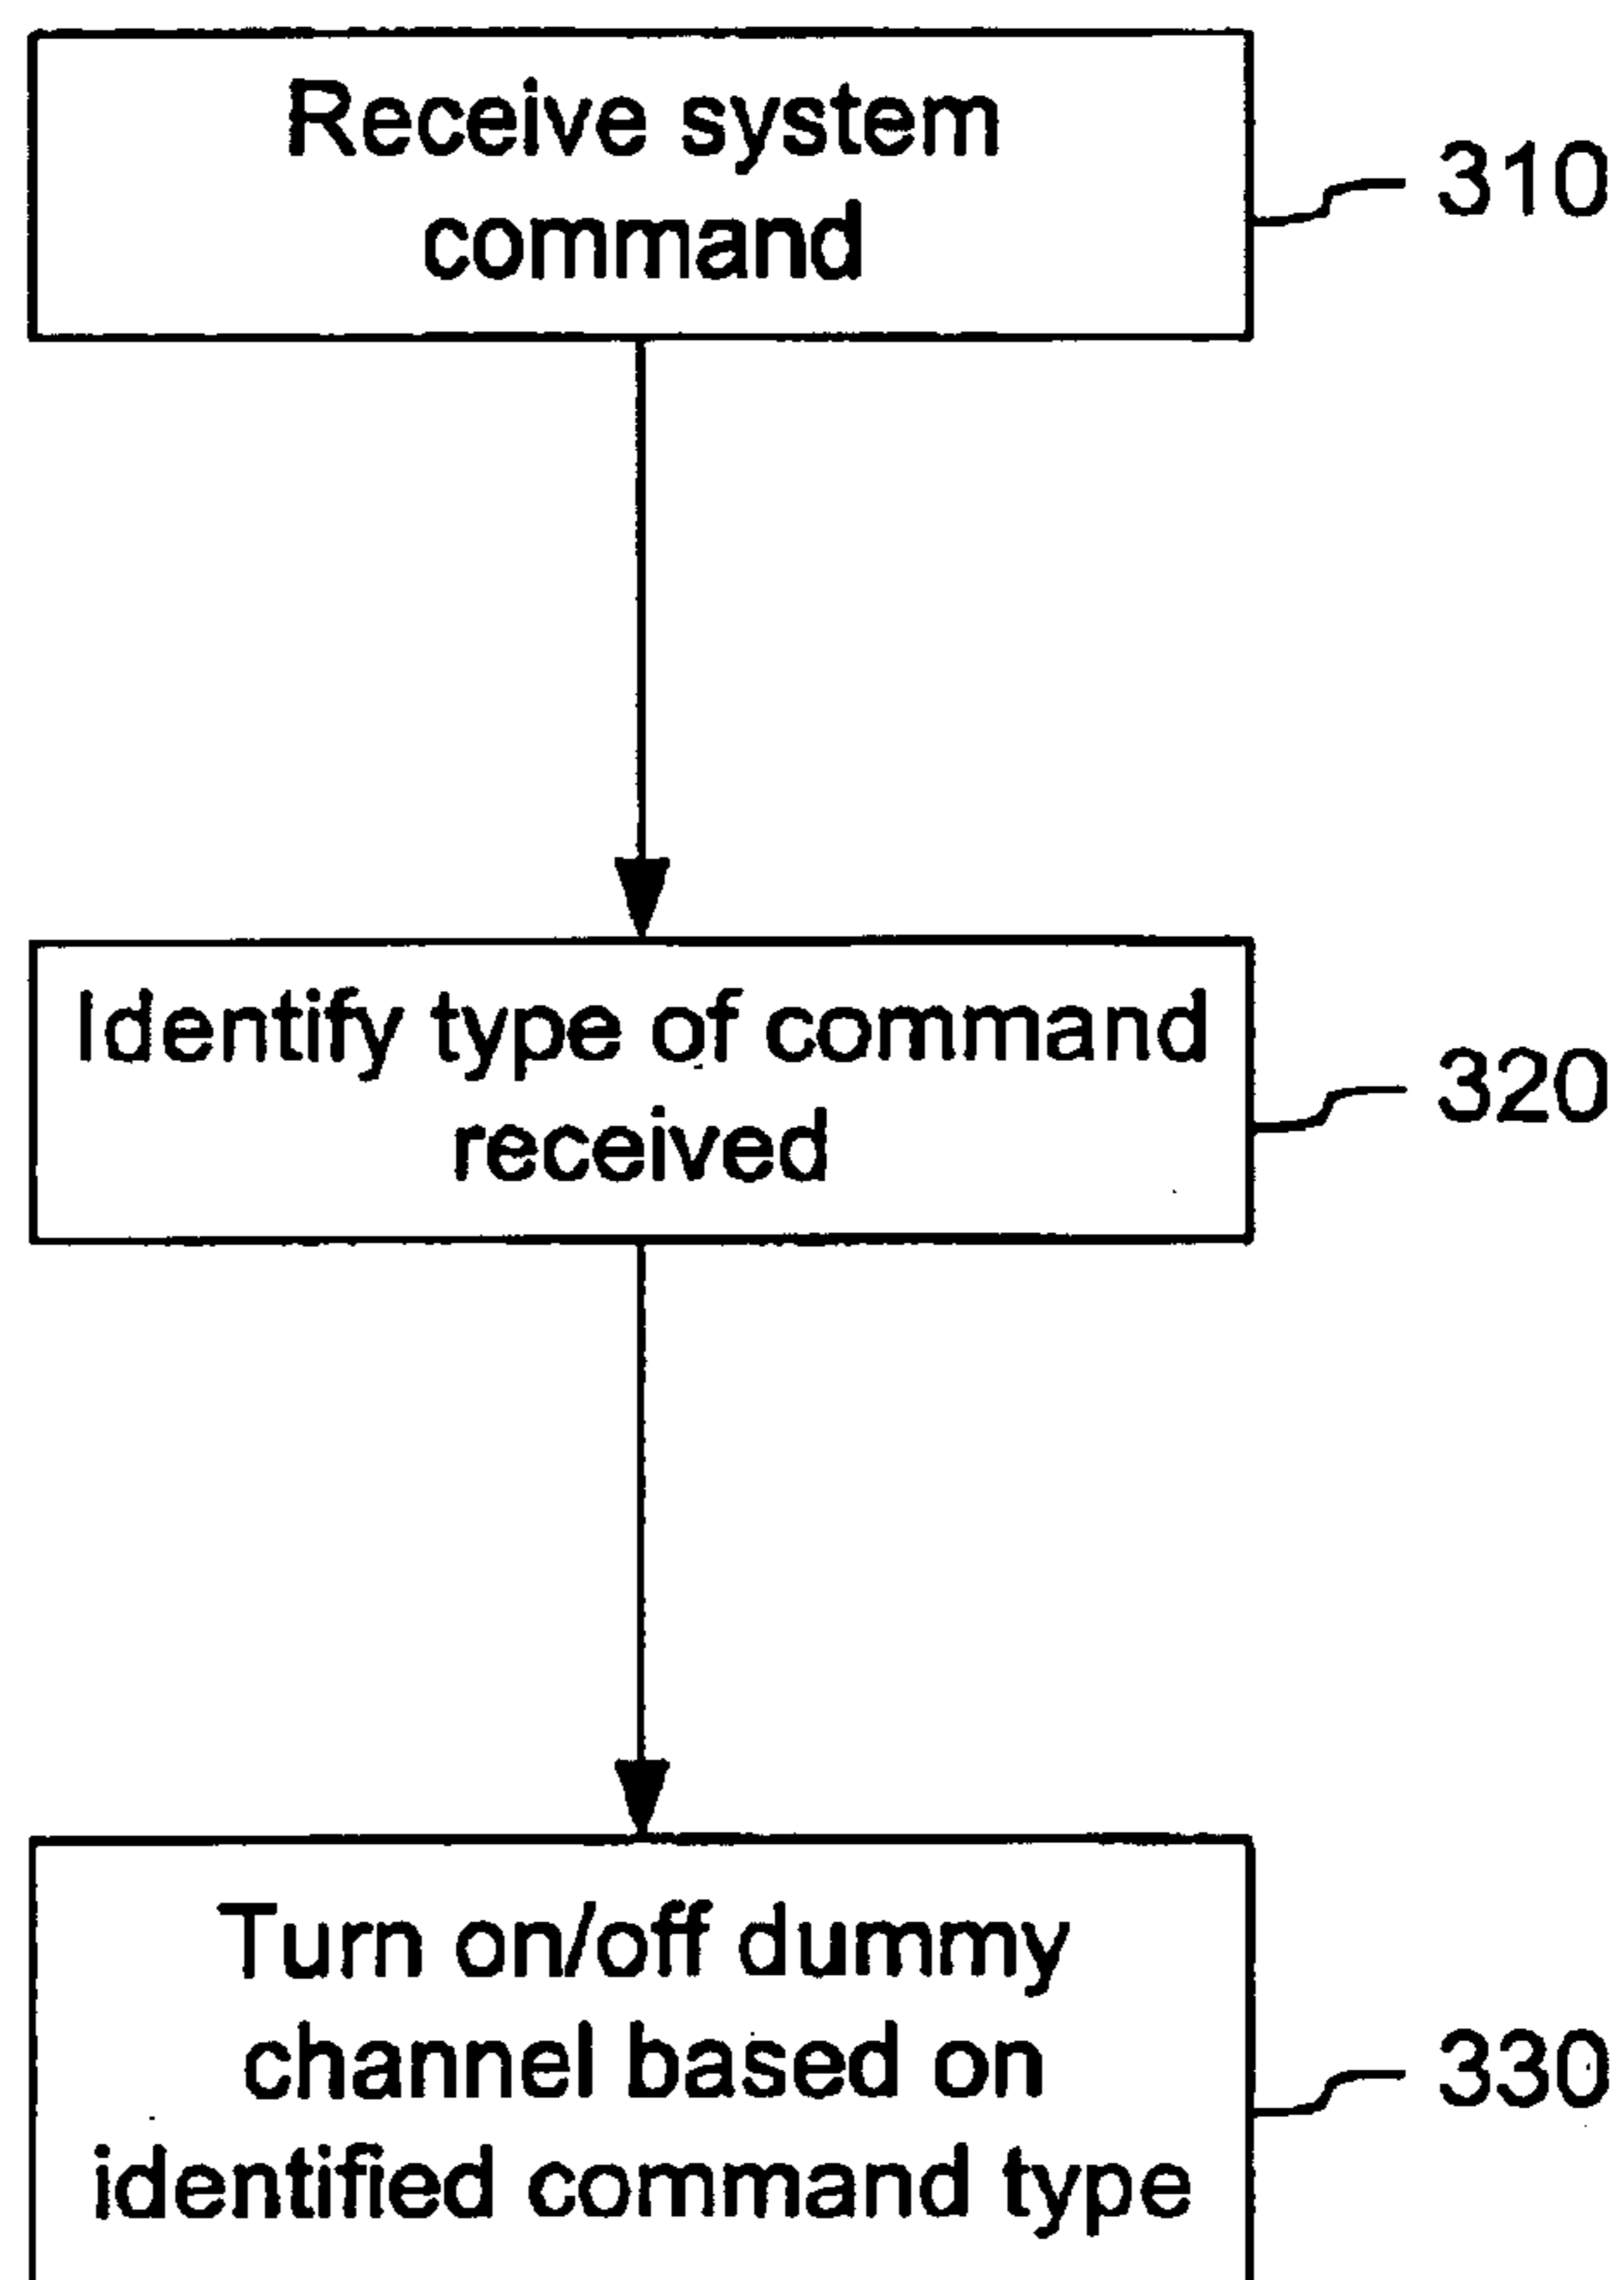 Receive system
command
310
Identify type of command
received
320
Turn on/off dummy
channel based on
identified command type
330